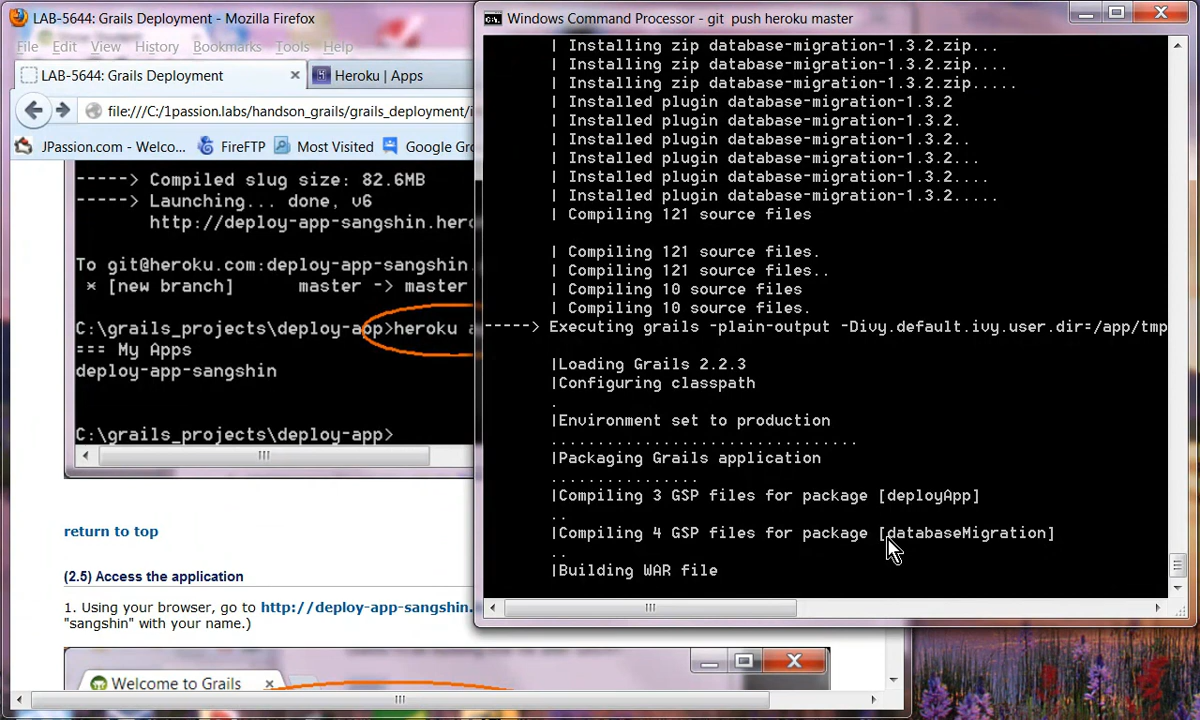 LAB-5644: Grails Deployment - Mozilla Firefox
File Edit View History Bookmarks Tools Help
LAB-5644: Grails Deployment
Heroku | Apps
file:///C:/1passion.labs/handson_grails/grails_deployment/i
JPassion.com - Welco... FireFTP Most Visited Google Gro
-----> Compiled slug size: 82.6MB
-----> Launching... done, v6
http://deploy-app-sangshin.hero
To git@heroku.com:deploy-app-sangshin.
* [new branch] master -> master
C:\grails_projects\deploy-app>heroku a
=== My Apps
deploy-app-sangshin
C:\grails_projects\deploy-app>
return to top
(2.5) Access the application
1. Using your browser, go to http://deploy-app-sangshin.
"sangshin" with your name.)
Welcome to Grails
Windows Command Processor - git push heroku master
| Installing zip database-migration-1.3.2.zip...
| Installing zip database-migration-1.3.2.zip....
| Installing zip database-migration-1.3.2.zip.....
| Installed plugin database-migration-1.3.2
| Installed plugin database-migration-1.3.2.
| Installed plugin database-migration-1.3.2..
| Installed plugin database-migration-1.3.2...
| Installed plugin database-migration-1.3.2....
| Installed plugin database-migration-1.3.2.....
| Compiling 121 source files
| Compiling 121 source files.
| Compiling 121 source files..
| Compiling 10 source files
| Compiling 10 source files.
-----> Executing grails -plain-output -Divy.default.ivy.user.dir=/app/tmp
|Loading Grails 2.2.3
|Configuring classpath
.
|Environment set to production
.................................
|Packaging Grails application
................
|Compiling 3 GSP files for package [deployApp]
..
|Compiling 4 GSP files for package [databaseMigration]
..
|Building WAR file